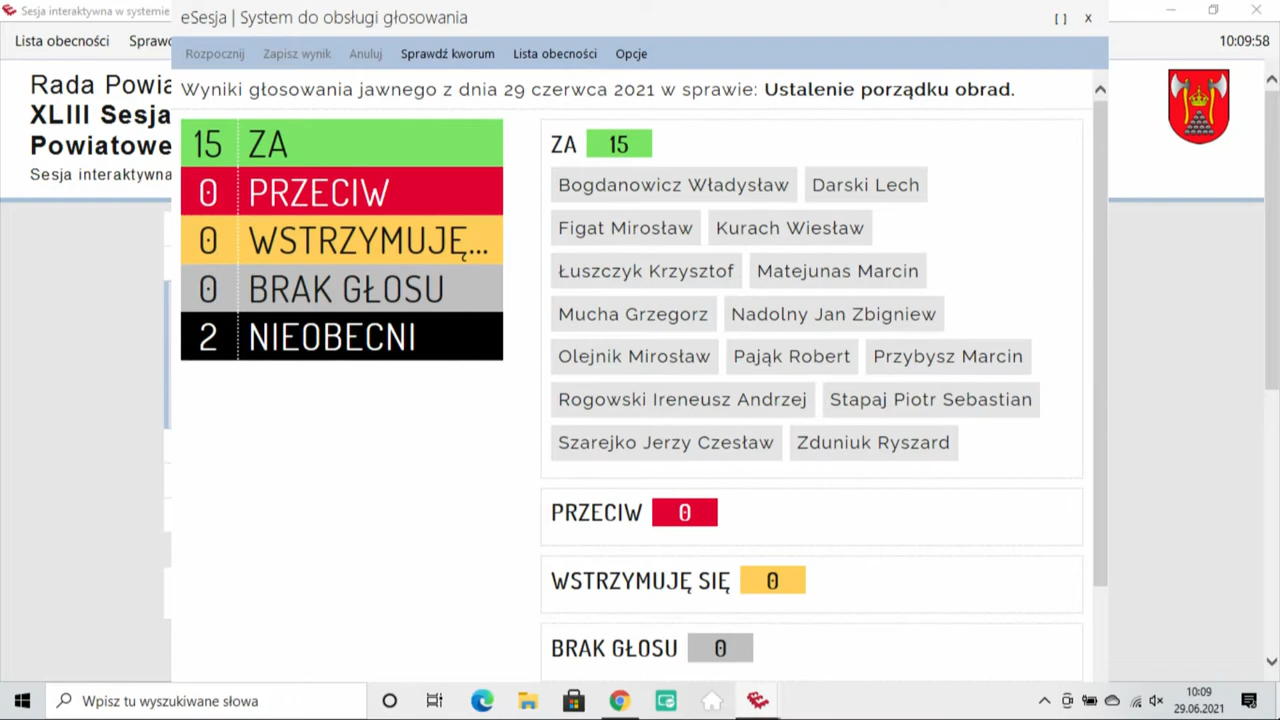 Sesja interaktywna w systemie
eSesja | System do obsługi głosowania
[ ] x
Lista obecności Sprawd
Rozpocznij Zapisz wynik Anuluj Sprawdź kworum Lista obecności Opcje
10:09:58
Rada Powia
XLIII Sesja
Powiatowe
Sesja interaktywna
Wyniki głosowania jawnego z dnia 29 czerwca 2021 w sprawie: Ustalenie porządku obrad.
15 ZA
0 PRZECIW
0 WSTRZYMUJĘ...
0 BRAK GŁOSU
2 NIEOBECNI
ZA 15
Bogdanowicz Władysław Darski Lech
Figat Mirosław Kurach Wiesław
Łuszczyk Krzysztof Matejunas Marcin
Mucha Grzegorz Nadolny Jan Zbigniew
Olejnik Mirosław Pająk Robert Przybysz Marcin
Rogowski Ireneusz Andrzej Stapaj Piotr Sebastian
Szarejko Jerzy Czesław Zduniuk Ryszard
PRZECIW 0
WSTRZYMUJĘ SIĘ 0
BRAK GŁOSU 0
Wpisz tu wyszukiwane słowa
10:09
29.06.2021